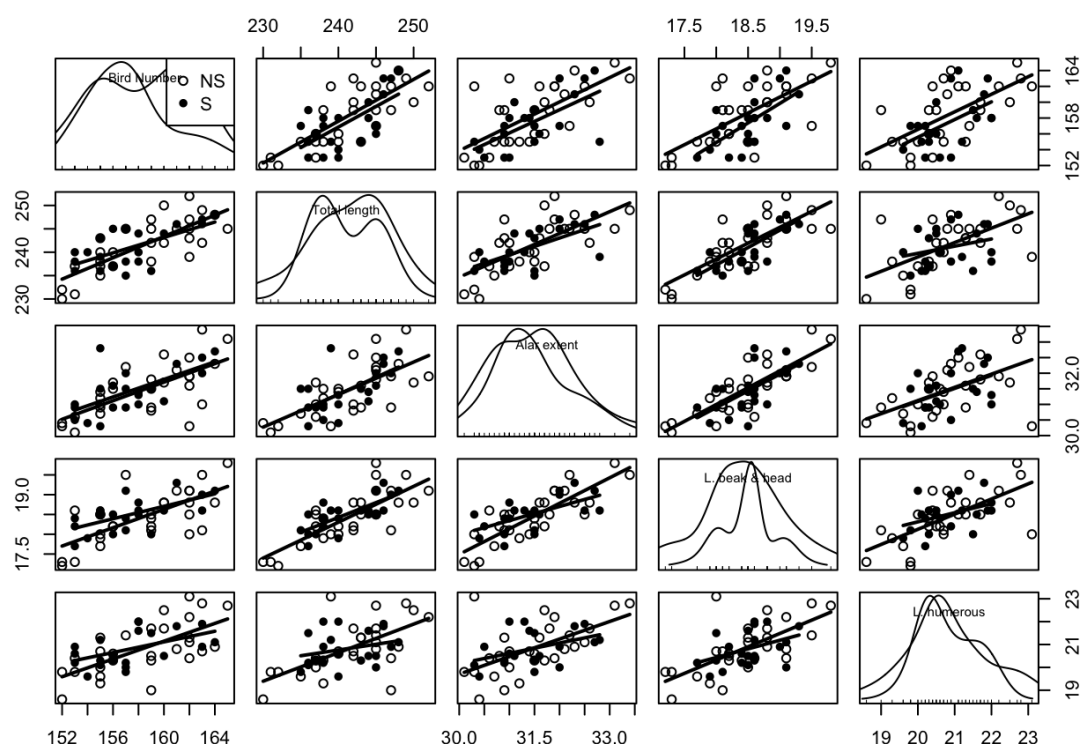 230 240 250
17.5 18.5 19.5
Bird Number
NS
S
152 158 164
230 240 250
Total length
Alar extent
30.0 32.0
17.5 19.0
L. beak & head
L. numerous
19 21 23
152 156 160 164
30.0 31.5 33.0
19 20 21 22 23